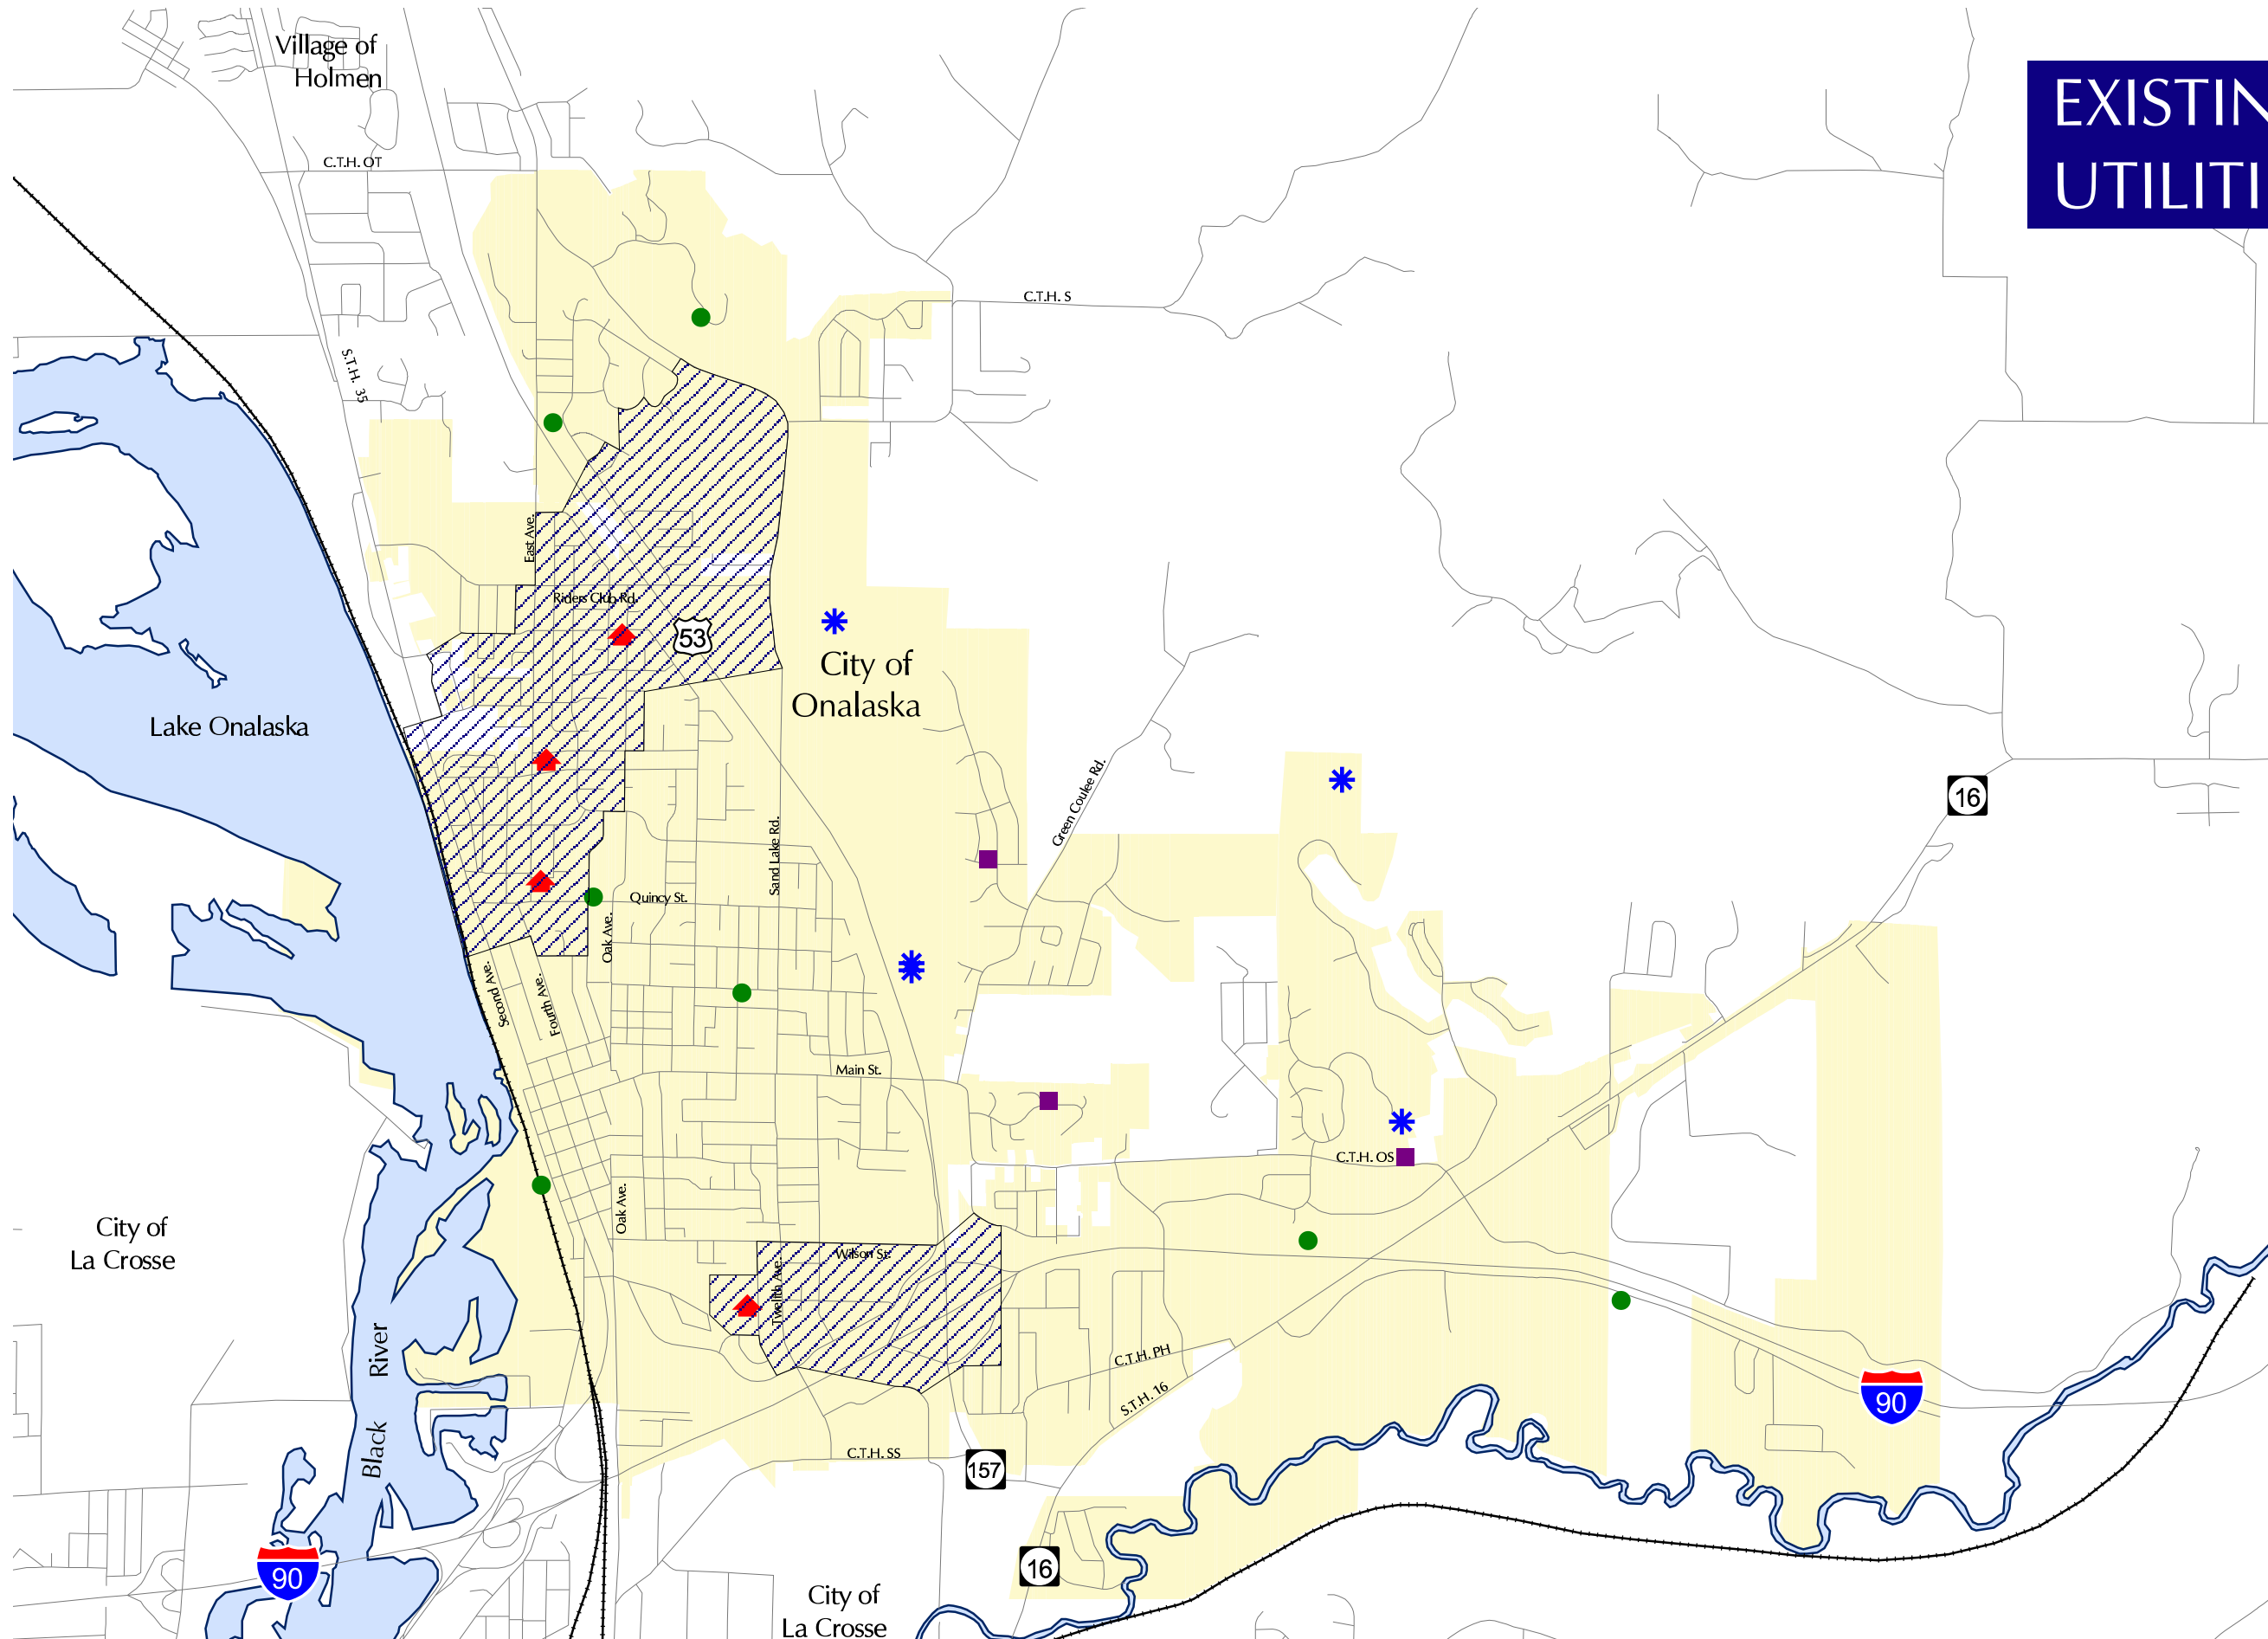 Village of
Holmen
EXISTIN
UTILITI
C.T.H. OT
C.T.H. S
S.T.H. 35
East Ave.
Riders Club Rd.
53
City of
Onalaska
Lake Onalaska
Green Coulee Rd.
16
Sand Lake Rd.
Quincy St.
Oak Ave.
Second Ave.
Fourth Ave.
Main St.
C.T.H. OS
Oak Ave.
City of
La Crosse
Wilson St.
Twelfth Ave.
Black River
C.T.H. PH
S.T.H. 16
90
C.T.H. SS
157
16
90
City of
La Crosse